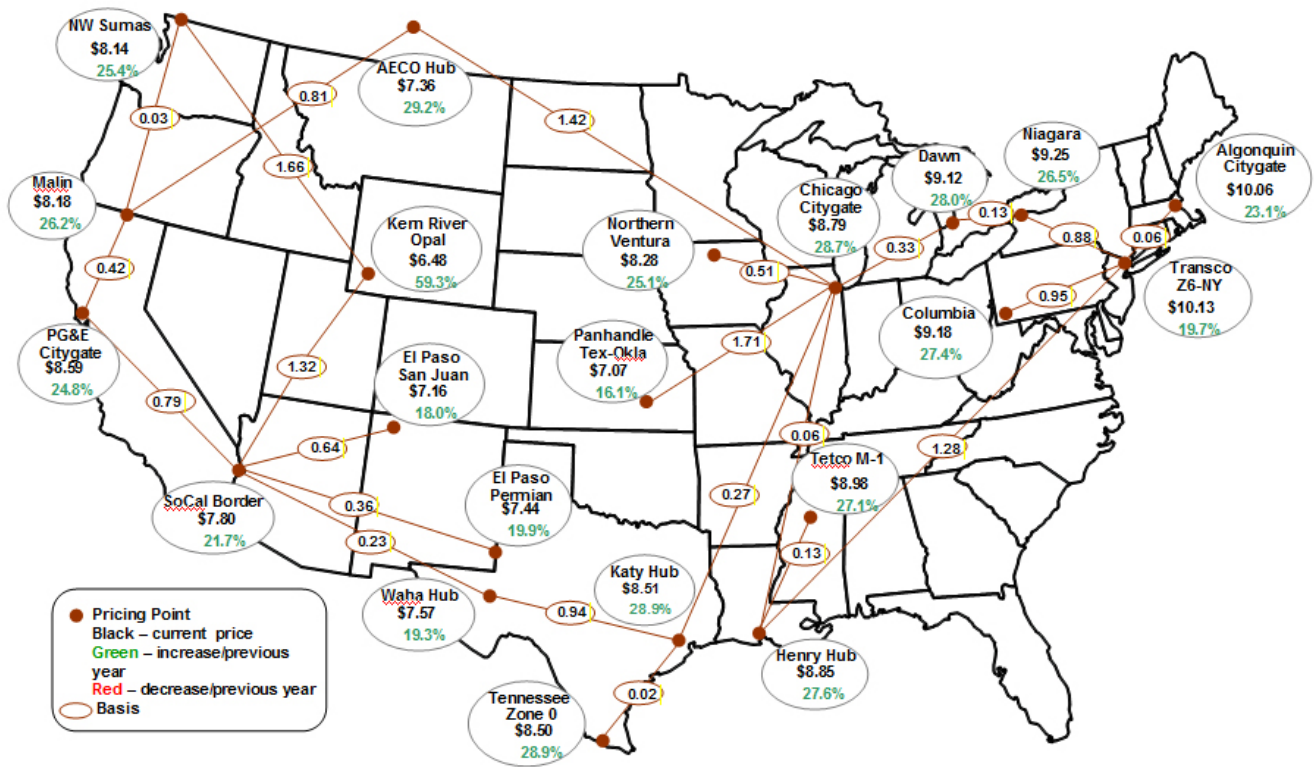 NW Sumas
$8.14
25.4%
AECO Hub
$7.36
29.2%
0.81
0.03
1.42
1.66
Malin
$8.18
26.2%
0.42
Kern River
Opal
$6.48
59.3%
Northern
Ventura
$8.28
25.1%
0.51
Chicago
Citygate
$8.79
28.7%
0.33
Dawn
$9.12
28.0%
0.13
Niagara
$9.25
26.5%
0.88
Algonquin
Citygate
$10.06
23.1%
0.06
Transco
Z6-NY
$10.13
19.7%
0.95
Columbia
$9.18
27.4%
PG&E
Citygate
$8.59
24.8%
0.79
1.32
El Paso
San Juan
$7.16
18.0%
0.64
Panhandle
Tex-Okla
$7.07
16.1%
1.71
0.06
1.28
Tetco M-1
$8.98
27.1%
0.27
0.13
SoCal Border
$7.80
21.7%
0.36
0.23
El Paso
Permian
$7.44
19.9%
Waha Hub
$7.57
19.3%
0.94
Katy Hub
$8.51
28.9%
Henry Hub
$8.85
27.6%
0.02
Tennessee
Zone 0
$8.50
28.9%
Pricing Point
Black – current price
Green – increase/previous
year
Red – decrease/previous year
Basis